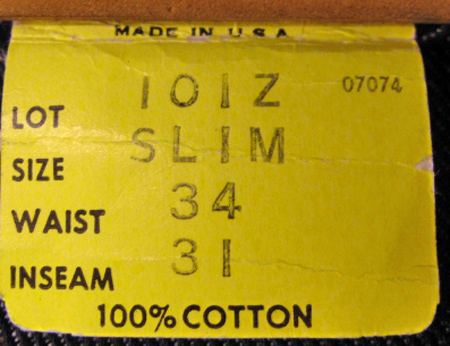 MADE IN U.S.A
LOT 101Z 07074
SIZE SLIM
WAIST 34
INSEAM 31
100% COTTON